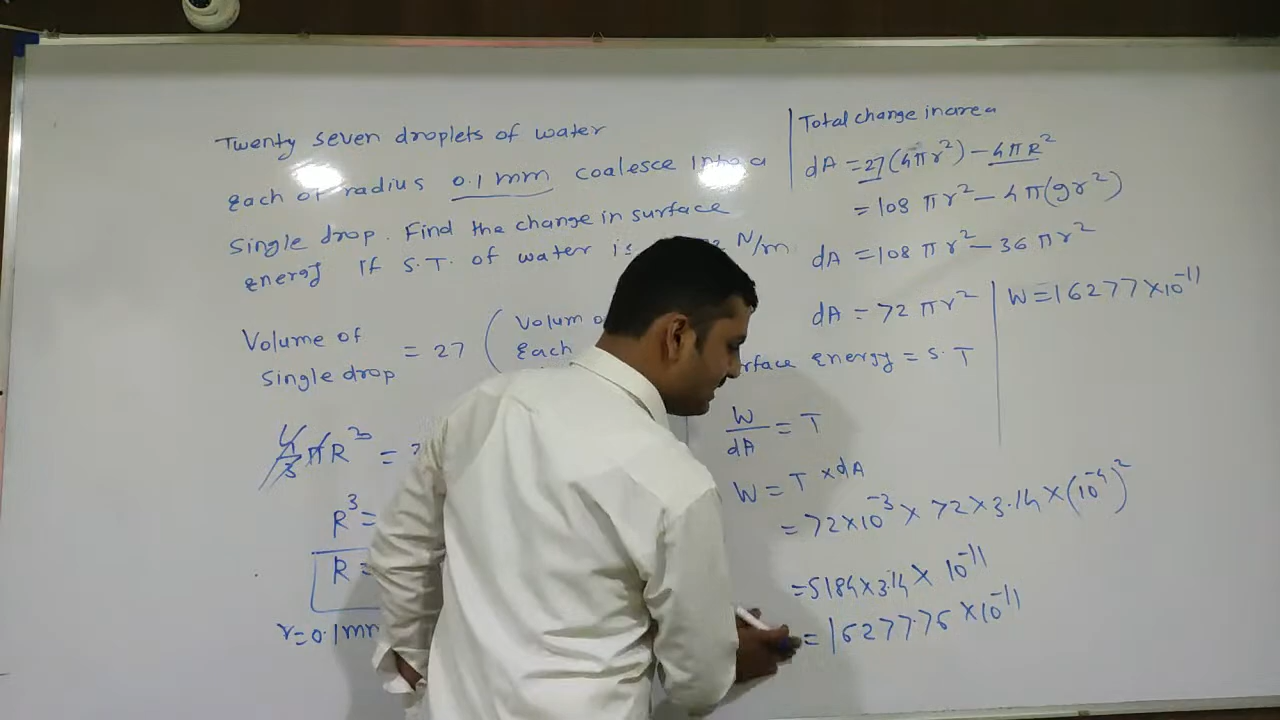 Twenty seven droplets of water
each of radius 0.1 mm coalesce into a
single drop. Find the change in surface
energy If S.T. of water is N/m
Volume of
single drop = 27 (
Each
4/3 πR³ =
R³ =
R =
r=0.1mm
Total change in area
dA = 27(4πr²) - 4πR²
= 108 πr² - 4π(9r²)
dA = 108 πr² - 36 πr²
dA = 72 πr²
energy = S.T
W/dA = T
W = T × dA
= 72×10⁻³ × 72×3.14×(10⁻⁴)²
= 5184×3.14× 10⁻¹¹
= 16277.76 ×10⁻¹¹
W = 16277×10⁻¹¹